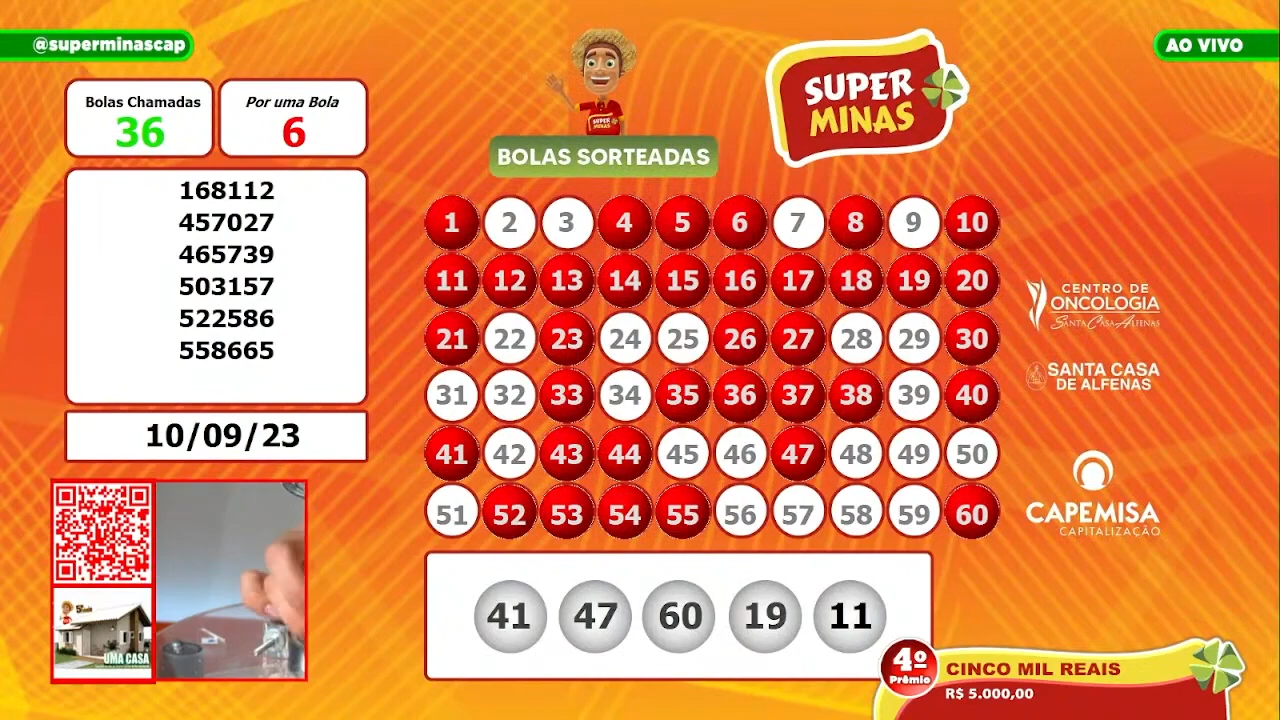 @superminascap
AO VIVO
Bolas Chamadas
36
Por uma Bola
6
SUPER
MINAS
SUPER
MINAS
BOLAS SORTEADAS
168112
457027
465739
503157
522586
558665
10/09/23
1 2 3 4 5 6 7 8 9 10
11 12 13 14 15 16 17 18 19 20
21 22 23 24 25 26 27 28 29 30
31 32 33 34 35 36 37 38 39 40
41 42 43 44 45 46 47 48 49 50
51 52 53 54 55 56 57 58 59 60
CENTRO DE
ONCOLOGIA
SANTA CASA ALFENAS
SANTA CASA
DE ALFENAS
CAPEMISA
CAPITALIZAÇÃO
UMA CASA
41 47 60 19 11
4º
Prêmio
CINCO MIL REAIS
R$ 5.000,00